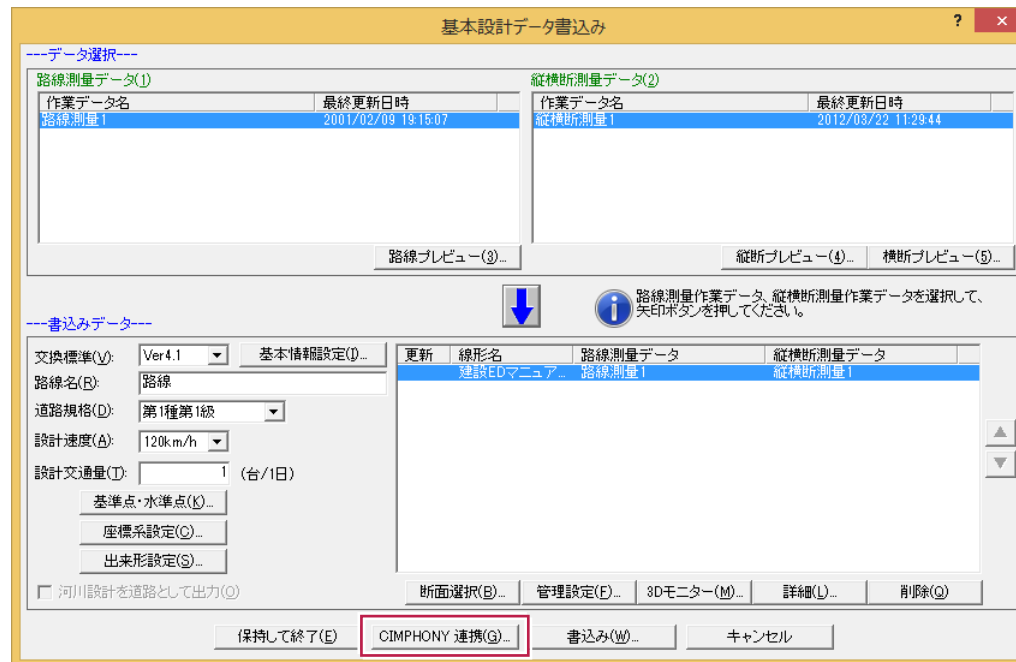 基本設計データ書込み ? ×
---データ選択---
路線測量データ(1)
作業データ名 最終更新日時
路線測量1 2001/02/09 19:15:07
路線プレビュー(3)...
縦横断測量データ(2)
作業データ名 最終更新日時
縦横断測量1 2012/03/22 11:29:44
縦断プレビュー(4)... 横断プレビュー(5)...
路線測量作業データ、縦横断測量作業データを選択して、
矢印ボタンを押してください。
---書込みデータ---
交換標準(V): Ver4.1 基本情報設定(I)...
路線名(R): 路線
道路規格(D): 第1種第1級
設計速度(A): 120km/h
設計交通量(T): 1 (台/1日)
基準点・水準点(K)...
座標系設定(C)...
出来形設定(S)...
河川設計を道路として出力(O)
更新 線形名 路線測量データ 縦横断測量データ
建設EDマニュア... 路線測量1 縦横断測量1
断面選択(B)... 管理設定(F)... 3Dモニター(M)... 詳細(L)... 削除(Q)
保持して終了(E) CIMPHONY 連携(G)... 書込み(W)... キャンセル